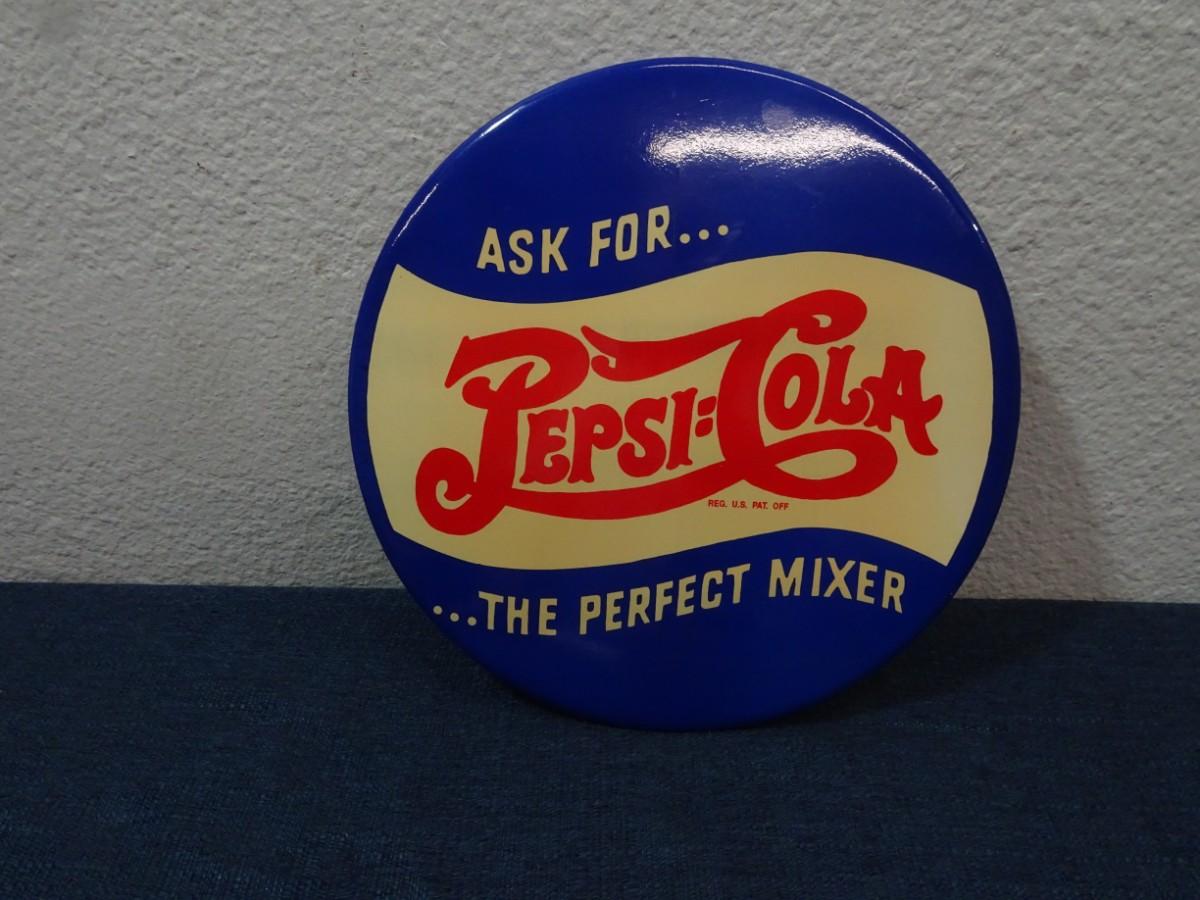 ASK FOR...
PEPSI:COLA
REG. U.S. PAT. OFF
...THE PERFECT MIXER